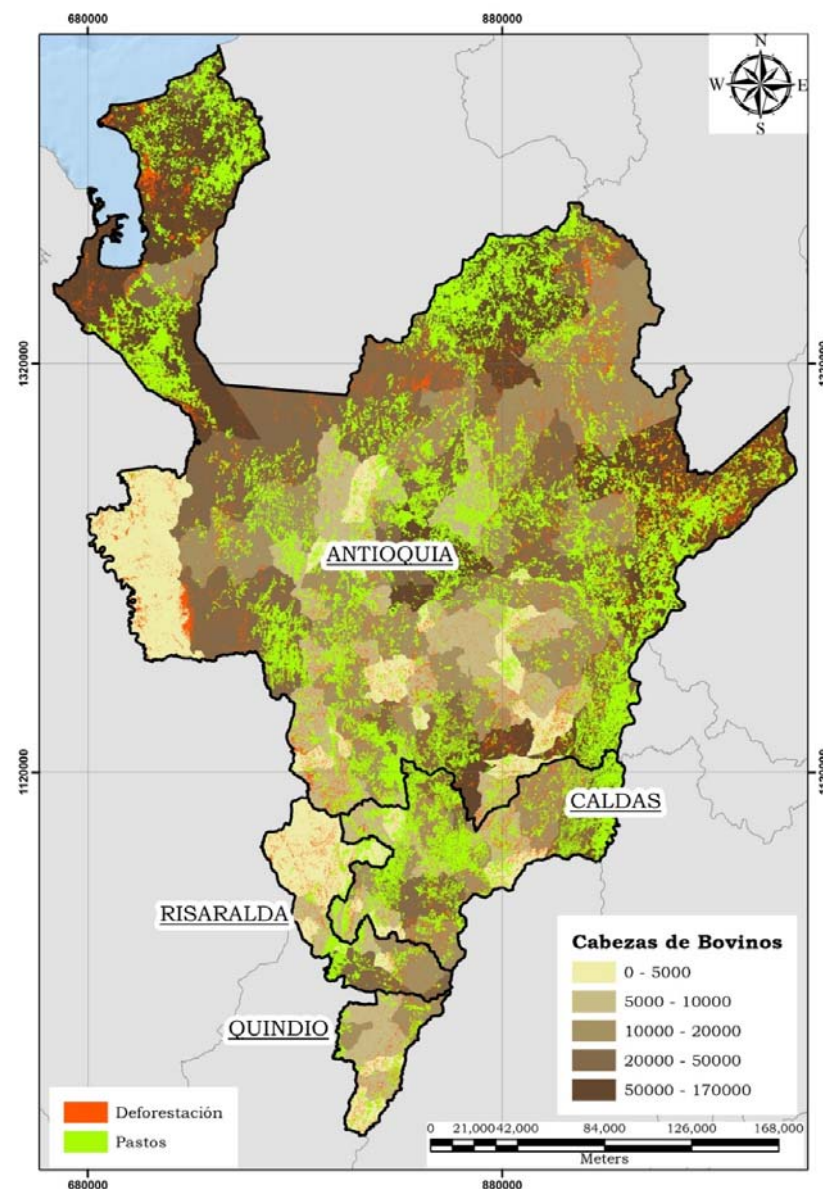 680000
880000
N
W
E
S
1320000
1320000
ANTIOQUIA
1120000
1120000
CALDAS
RISARALDA
QUINDIO
Cabezas de Bovinos
0 - 5000
5000 - 10000
10000 - 20000
20000 - 50000
50000 - 170000
Deforestación
Pastos
0 21,000 42,000 84,000 126,000 168,000
Meters
680000
880000